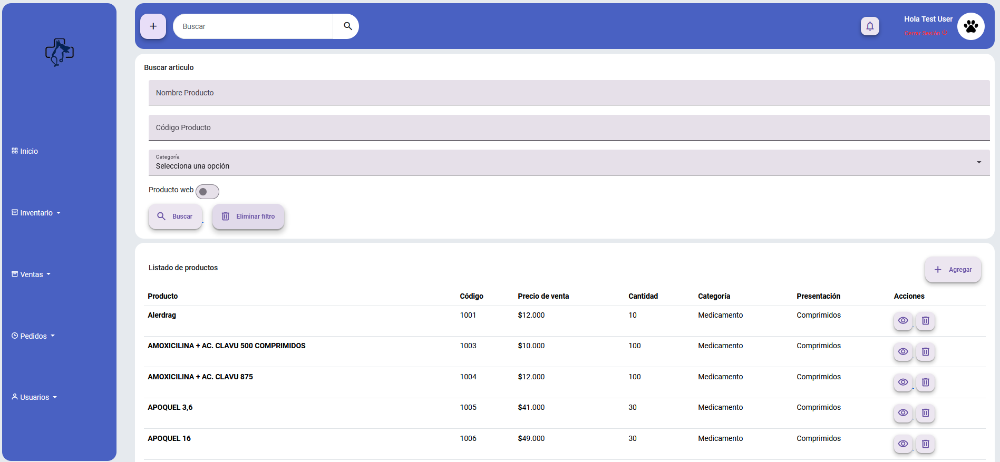 Buscar
Hola Test User
Cerrar Sesión
Inicio
Inventario
Ventas
Pedidos
Usuarios
Buscar articulo
Nombre Producto
Código Producto
Categoría
Selecciona una opción
Producto web
Buscar Eliminar filtro
Listado de productos
Agregar
Producto Código Precio de venta Cantidad Categoría Presentación Acciones
Alerdrag 1001 $12.000 10 Medicamento Comprimidos
AMOXICILINA + AC. CLAVU 500 COMPRIMIDOS 1003 $10.000 100 Medicamento Comprimidos
AMOXICILINA + AC. CLAVU 875 1004 $12.000 100 Medicamento Comprimidos
APOQUEL 3,6 1005 $41.000 30 Medicamento Comprimidos
APOQUEL 16 1006 $49.000 30 Medicamento Comprimidos